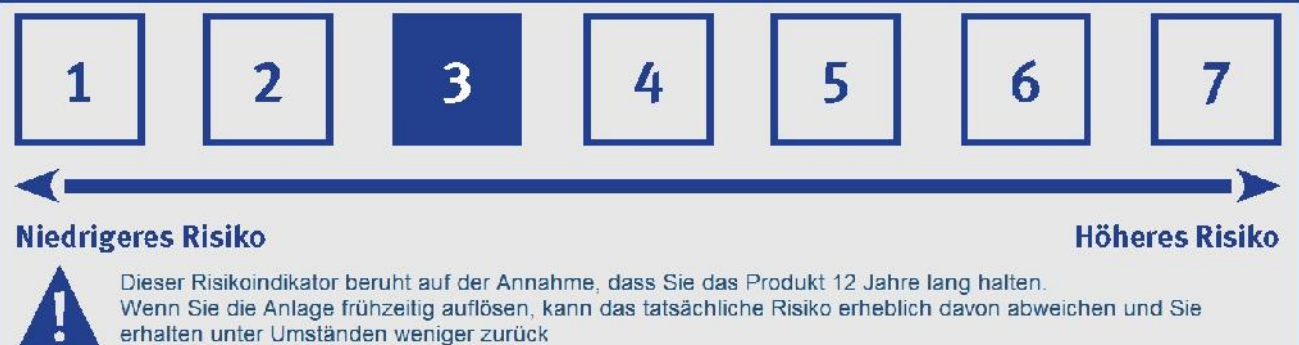 1 2 3 4 5 6 7
Niedrigeres Risiko Höheres Risiko
Dieser Risikoindikator beruht auf der Annahme, dass Sie das Produkt 12 Jahre lang halten.
Wenn Sie die Anlage frühzeitig auflösen, kann das tatsächliche Risiko erheblich davon abweichen und Sie
erhalten unter Umständen weniger zurück